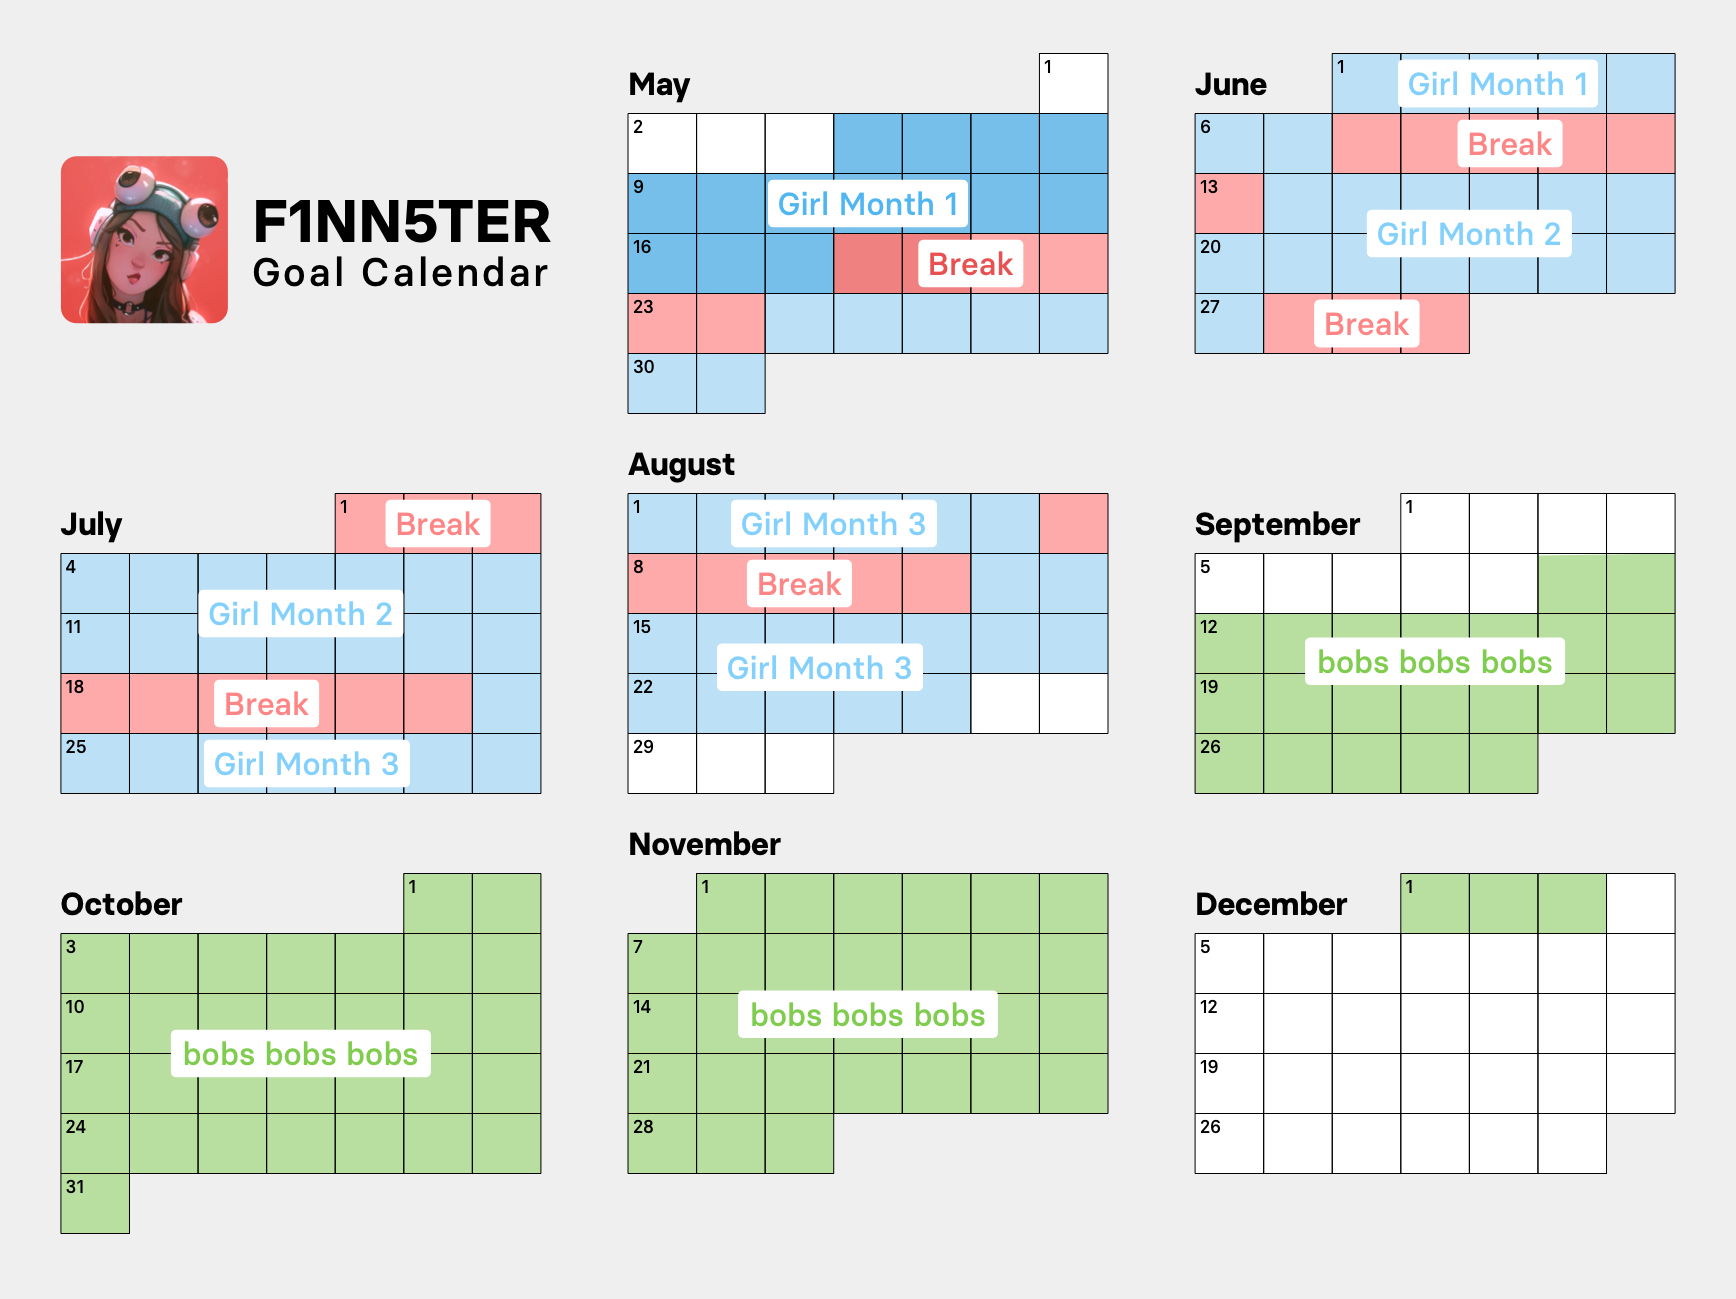 F1NN5TER
Goal Calendar
May
1
2
9
Girl Month 1
16
Break
23
30
June
1
Girl Month 1
6
Break
13
Girl Month 2
20
27
Break
July
1
Break
4
Girl Month 2
11
18
Break
25
Girl Month 3
August
1
Girl Month 3
8
Break
15
Girl Month 3
22
29
September
1
5
12
bobs bobs bobs
19
26
October
1
3
10
bobs bobs bobs
17
24
31
November
1
7
14
bobs bobs bobs
21
28
December
1
5
12
19
26